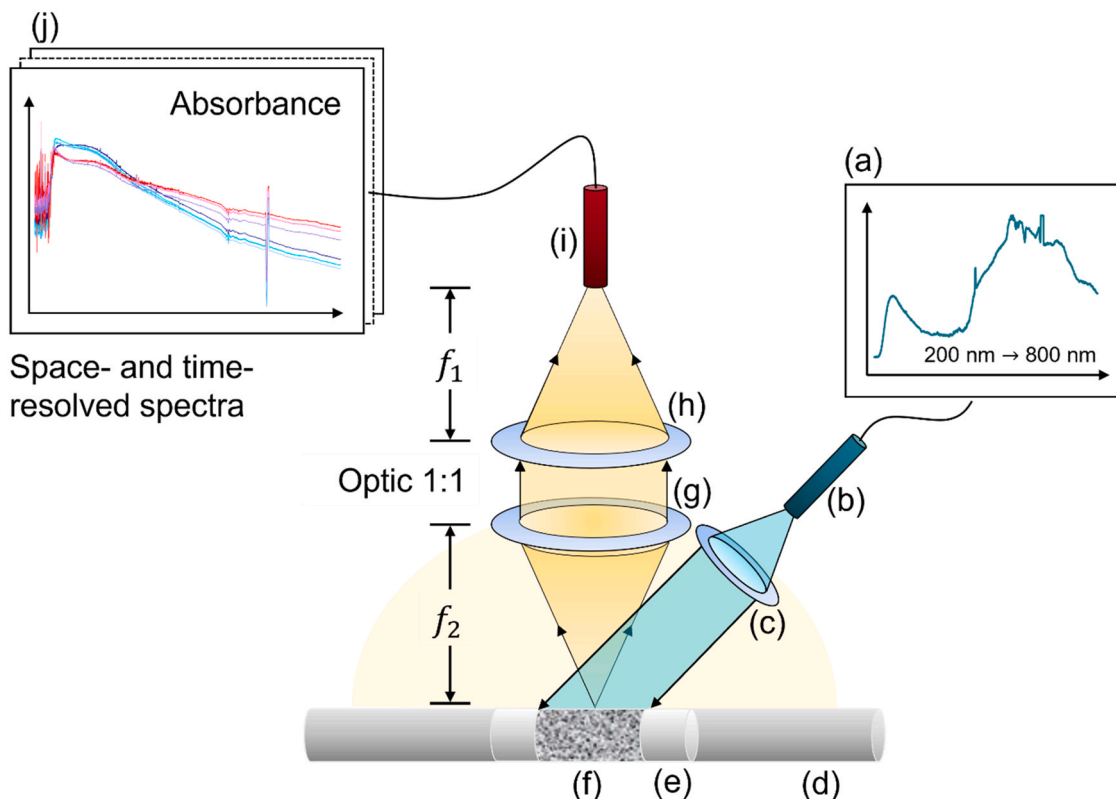 (j)
Absorbance
Space- and time-
resolved spectra
(a)
200 nm → 800 nm
(i)
f₁
(h)
Optic 1:1
(g)
(b)
f₂
(c)
(f)
(e)
(d)